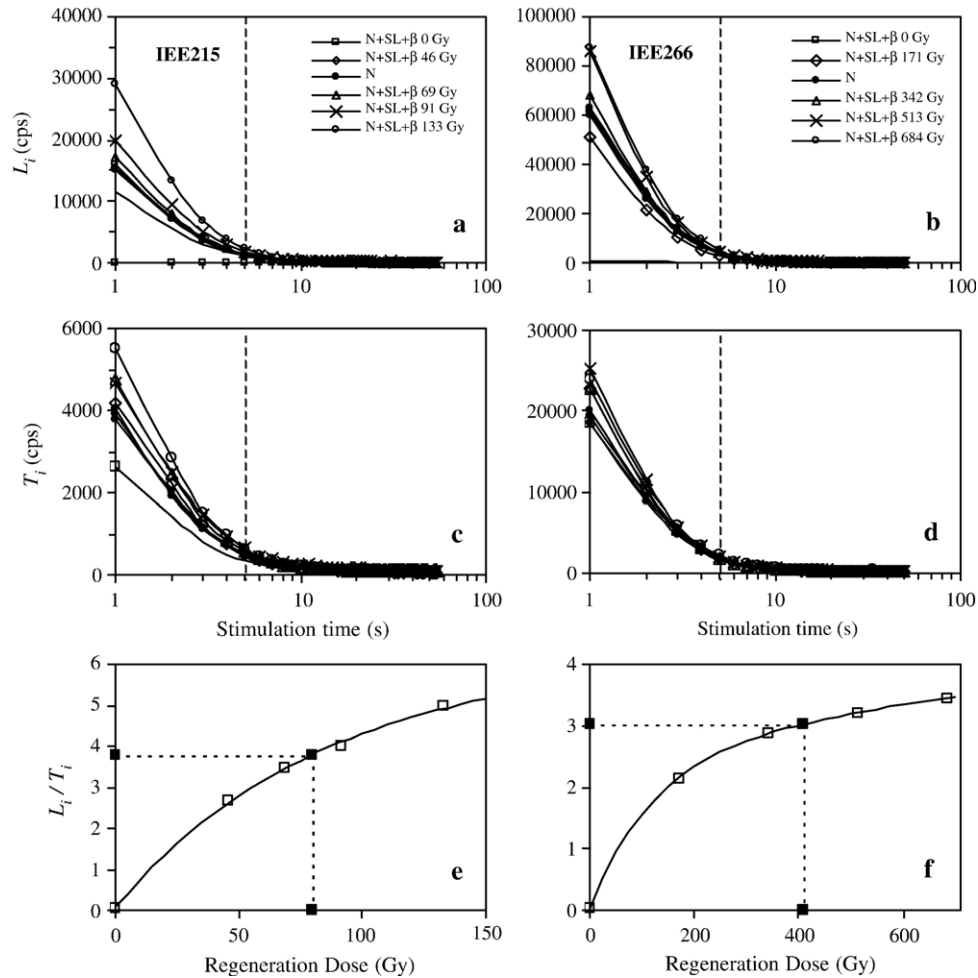 IEE215
N+SL+β 0 Gy
N+SL+β 46 Gy
N
N+SL+β 69 Gy
N+SL+β 91 Gy
N+SL+β 133 Gy
L i (cps)
40000
30000
20000
10000
0
1
10
100
a
IEE266
N+SL+β 0 Gy
N+SL+β 171 Gy
N
N+SL+β 342 Gy
N+SL+β 513 Gy
N+SL+β 684 Gy
100000
80000
60000
40000
20000
0
1
10
100
b
T i (cps)
6000
4000
2000
0
1
10
100
c
Stimulation time (s)
30000
20000
10000
0
1
10
100
d
Stimulation time (s)
L i / T i
6
5
4
3
2
1
0
0
50
100
150
e
Regeneration Dose (Gy)
4
3
2
1
0
0
200
400
600
f
Regeneration Dose (Gy)